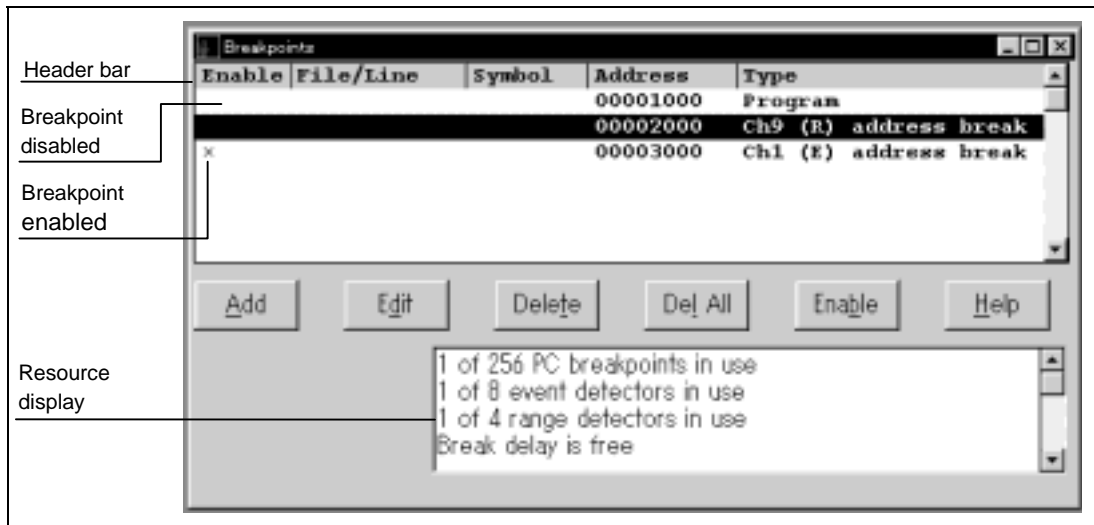 Breakpoints
Header bar
Enable File/Line Symbol Address Type
00001000 Program
Breakpoint
disabled
00002000 Ch9 (R) address break
× 00003000 Ch1 (E) address break
Breakpoint
enabled
Add Edit Delete Del All Enable Help
Resource
display
1 of 256 PC breakpoints in use
1 of 8 event detectors in use
1 of 4 range detectors in use
Break delay is free